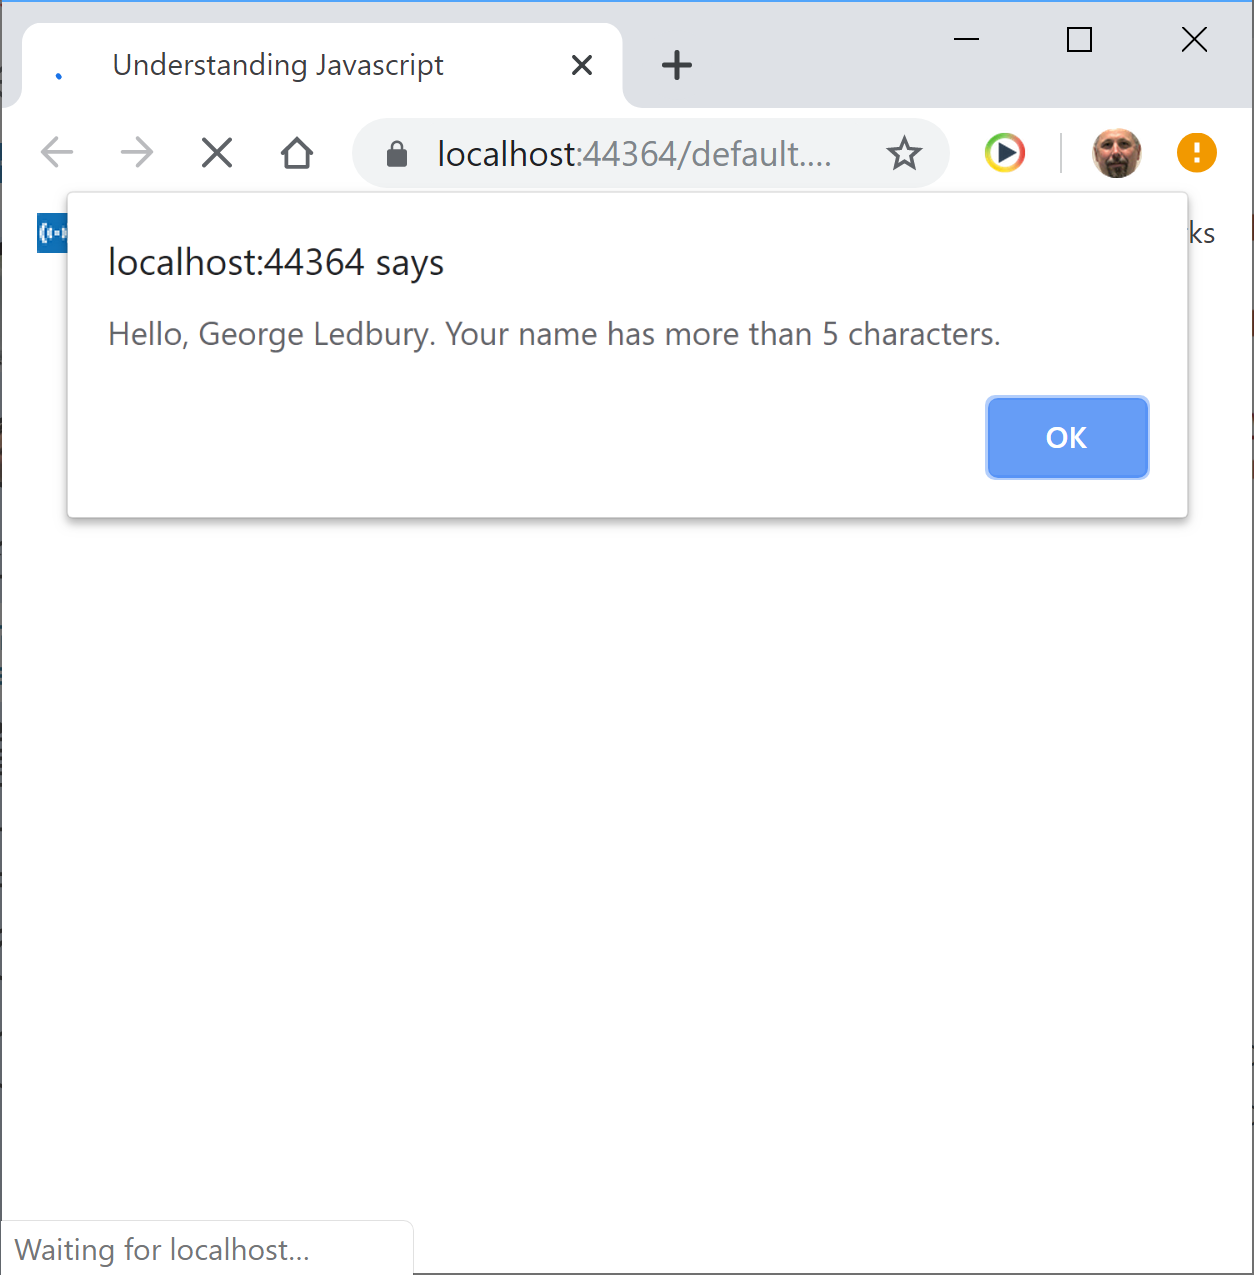 Understanding Javascript
localhost:44364/default....
ks
localhost:44364 says
Hello, George Ledbury. Your name has more than 5 characters.
OK
Waiting for localhost...